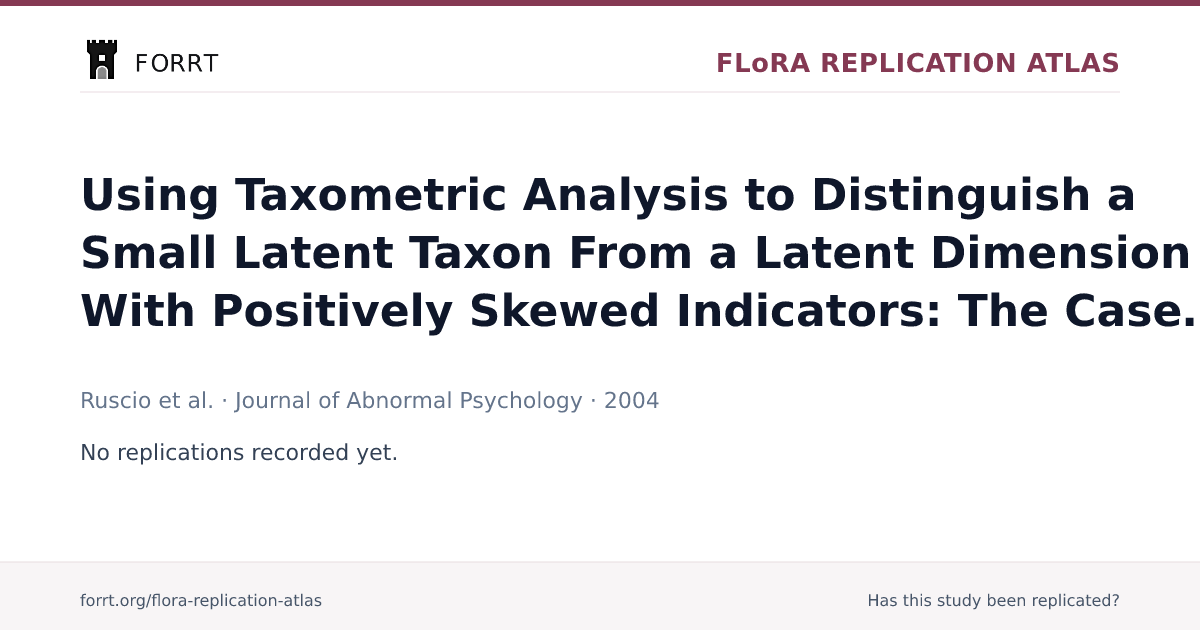 FORRT
FLoRA REPLICATION ATLAS
Using Taxometric Analysis to Distinguish a
Small Latent Taxon From a Latent Dimension
With Positively Skewed Indicators: The Case.
Ruscio et al. · Journal of Abnormal Psychology · 2004
No replications recorded yet.
forrt.org/flora-replication-atlas
Has this study been replicated?